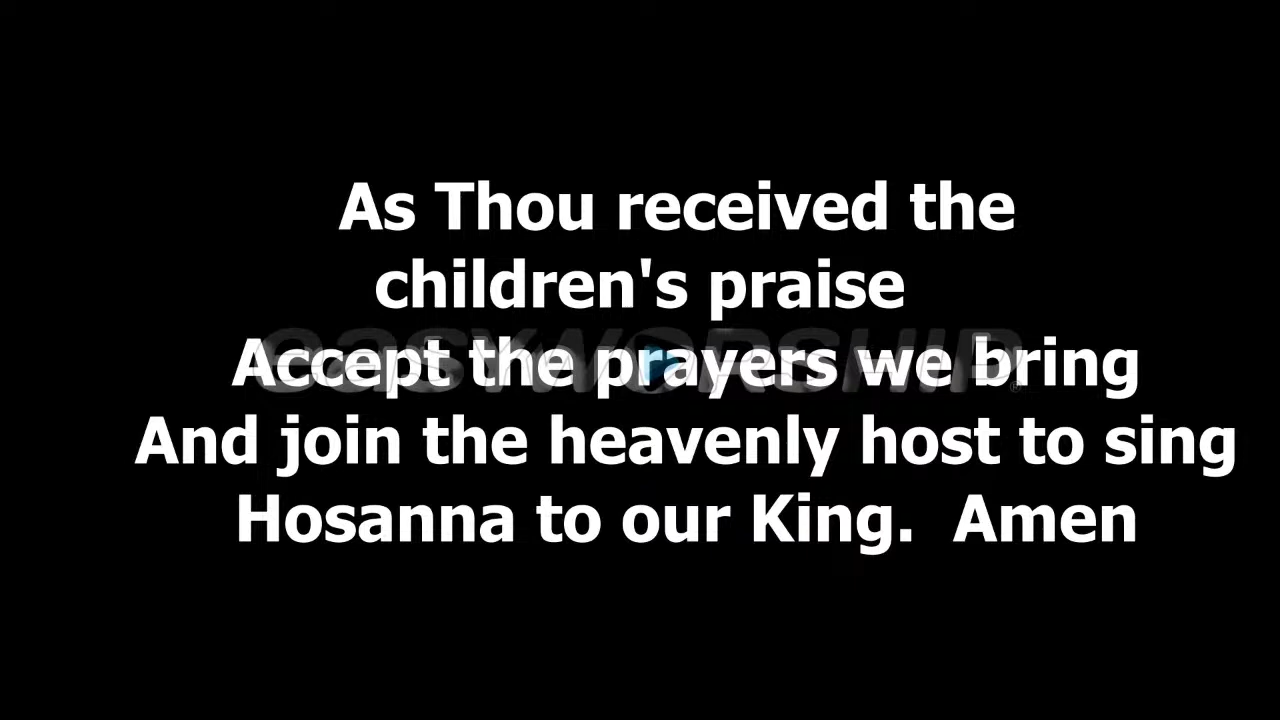 As Thou received the
children's praise
Accept the prayers we bring
easyworship®
And join the heavenly host to sing
Hosanna to our King.  Amen